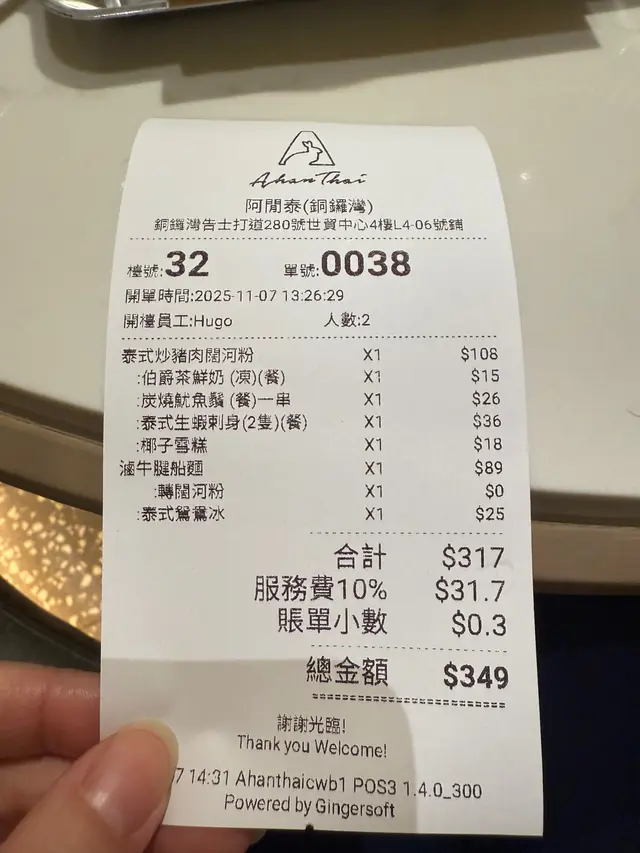 AhanThai
阿閒泰(銅鑼灣)
銅鑼灣告士打道280號世貿中心4樓L4-06號舖
檯號:32 單號:0038
開單時間:2025-11-07 13:26:29
開檯員工:Hugo 人數:2
泰式炒豬肉闊河粉 X1 $108
:伯爵茶鮮奶 (凍)(餐) X1 $15
:炭燒魷魚鬚 (餐)一串 X1 $26
:泰式生蝦刺身(2隻)(餐) X1 $36
:椰子雪糕 X1 $18
滷牛腱船麵 X1 $89
:轉闊河粉 X1 $0
:泰式鴛鴦冰 X1 $25
合計 $317
服務費10% $31.7
賬單小數 $0.3
總金額 $349
謝謝光臨!
Thank you Welcome!
7 14:31 Ahanthaicwb1 POS3 1.4.0_300
Powered by Gingersoft